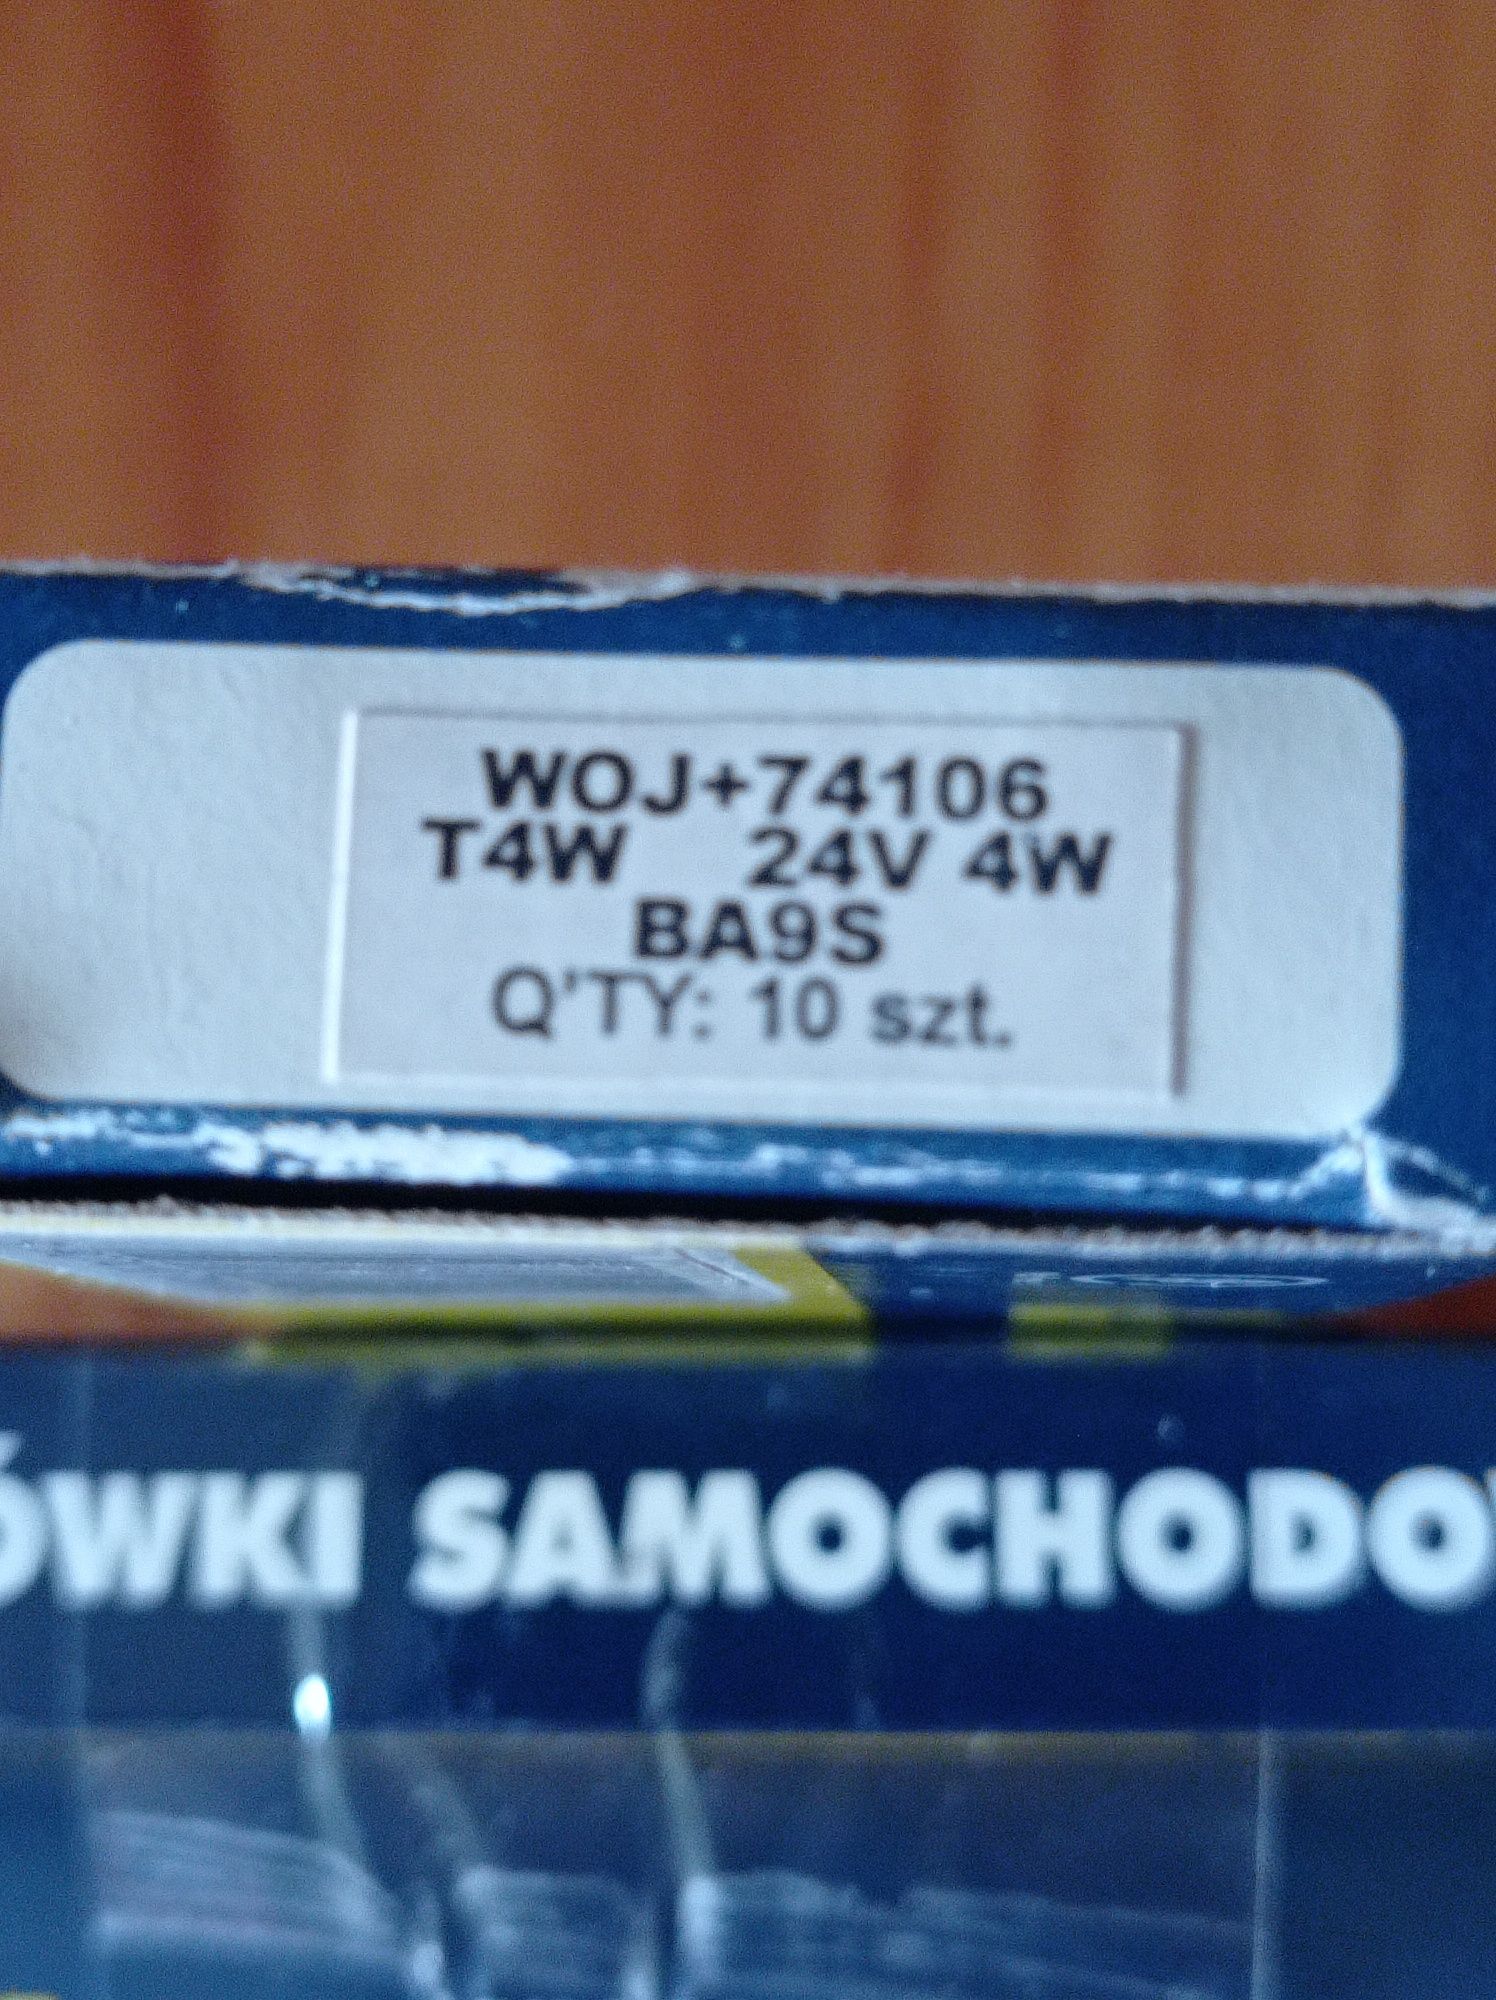 WOJ+74106
T4W 24V 4W
BA9S
Q'TY: 10 szt.
ÓWKI SAMOCHODO